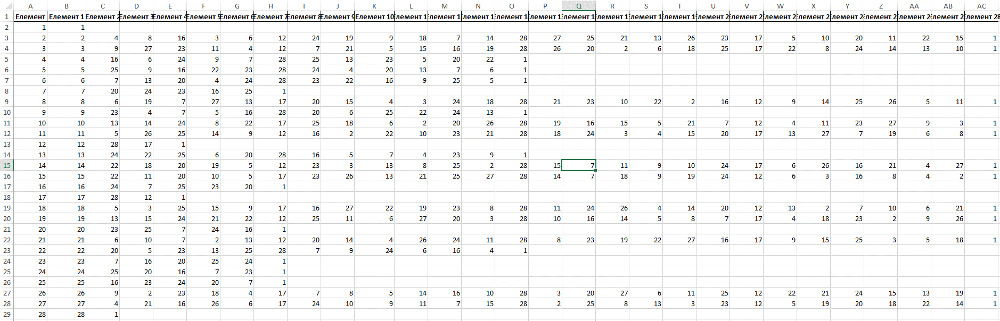 A B C D E F G H I J K L M N O P Q R S T U V W X Y Z AA AB AC
1 Елемент Елемент 1 Елемент 2 Елемент 3 Елемент 4 Елемент 5 Елемент 6 Елемент 7 Елемент 8 Елемент 9 Елемент 10 Елемент 1 Елемент 1 Елемент 1 Елемент 1 Елемент 1 Елемент 1 Елемент 1 Елемент 1 Елемент 1 Елемент 2 Елемент 2 Елемент 2 Елемент 2 Елемент 2 Елемент 2 Елемент 2 Елемент 2 Елемент 28
2 1 1
3 2 2 4 8 16 3 6 12 24 19 9 18 7 14 28 27 25 21 13 26 23 17 5 10 20 11 22 15 1
4 3 3 9 27 23 11 4 12 7 21 5 15 16 19 28 26 20 2 6 18 25 17 22 8 24 14 13 10 1
5 4 4 16 6 24 9 7 28 25 13 23 5 20 22 1
6 5 5 25 9 16 22 23 28 24 4 20 13 7 6 1
7 6 6 7 13 20 4 24 28 23 22 16 9 25 5 1
8 7 7 20 24 23 16 25 1
9 8 8 6 19 7 27 13 17 20 15 4 3 24 18 28 21 23 10 22 2 16 12 9 14 25 26 5 11 1
10 9 9 23 4 7 5 16 28 20 6 25 22 24 13 1
11 10 10 13 14 24 8 22 17 25 18 6 2 20 26 28 19 16 15 5 21 7 12 4 11 23 27 9 3 1
12 11 11 5 26 25 14 9 12 16 2 22 10 23 21 28 18 24 3 4 15 20 17 13 27 7 19 6 8 1
13 12 12 28 17 1
14 13 13 24 22 25 6 20 28 16 5 7 4 23 9 1
15 14 14 22 18 20 19 5 12 23 3 13 8 25 2 28 15 7 11 9 10 24 17 6 26 16 21 4 27 1
16 15 15 22 11 20 10 5 17 23 26 13 21 25 27 28 14 7 18 9 19 24 12 6 3 16 8 4 2 1
17 16 16 24 7 25 23 20 1
18 17 17 28 12 1
19 18 18 5 3 25 15 9 17 16 27 22 19 23 8 28 11 24 26 4 14 20 12 13 2 7 10 6 21 1
20 19 19 13 15 24 21 22 12 25 11 6 27 20 3 28 10 16 14 5 8 7 17 4 18 23 2 9 26 1
21 20 20 23 25 7 24 16 1
22 21 21 6 10 7 2 13 12 20 14 4 26 24 11 28 8 23 19 22 27 16 17 9 15 25 3 5 18 1
23 22 22 20 5 23 13 25 28 7 9 24 6 16 4 1
24 23 23 7 16 20 25 24 1
25 24 24 25 20 16 7 23 1
26 25 25 16 23 24 20 7 1
27 26 26 9 2 23 18 4 17 7 8 5 14 16 10 28 3 20 27 6 11 25 12 22 21 24 15 13 19 1
28 27 27 4 21 16 26 6 17 24 10 9 11 7 15 28 2 25 8 13 3 23 12 5 19 20 18 22 14 1
29 28 28 1